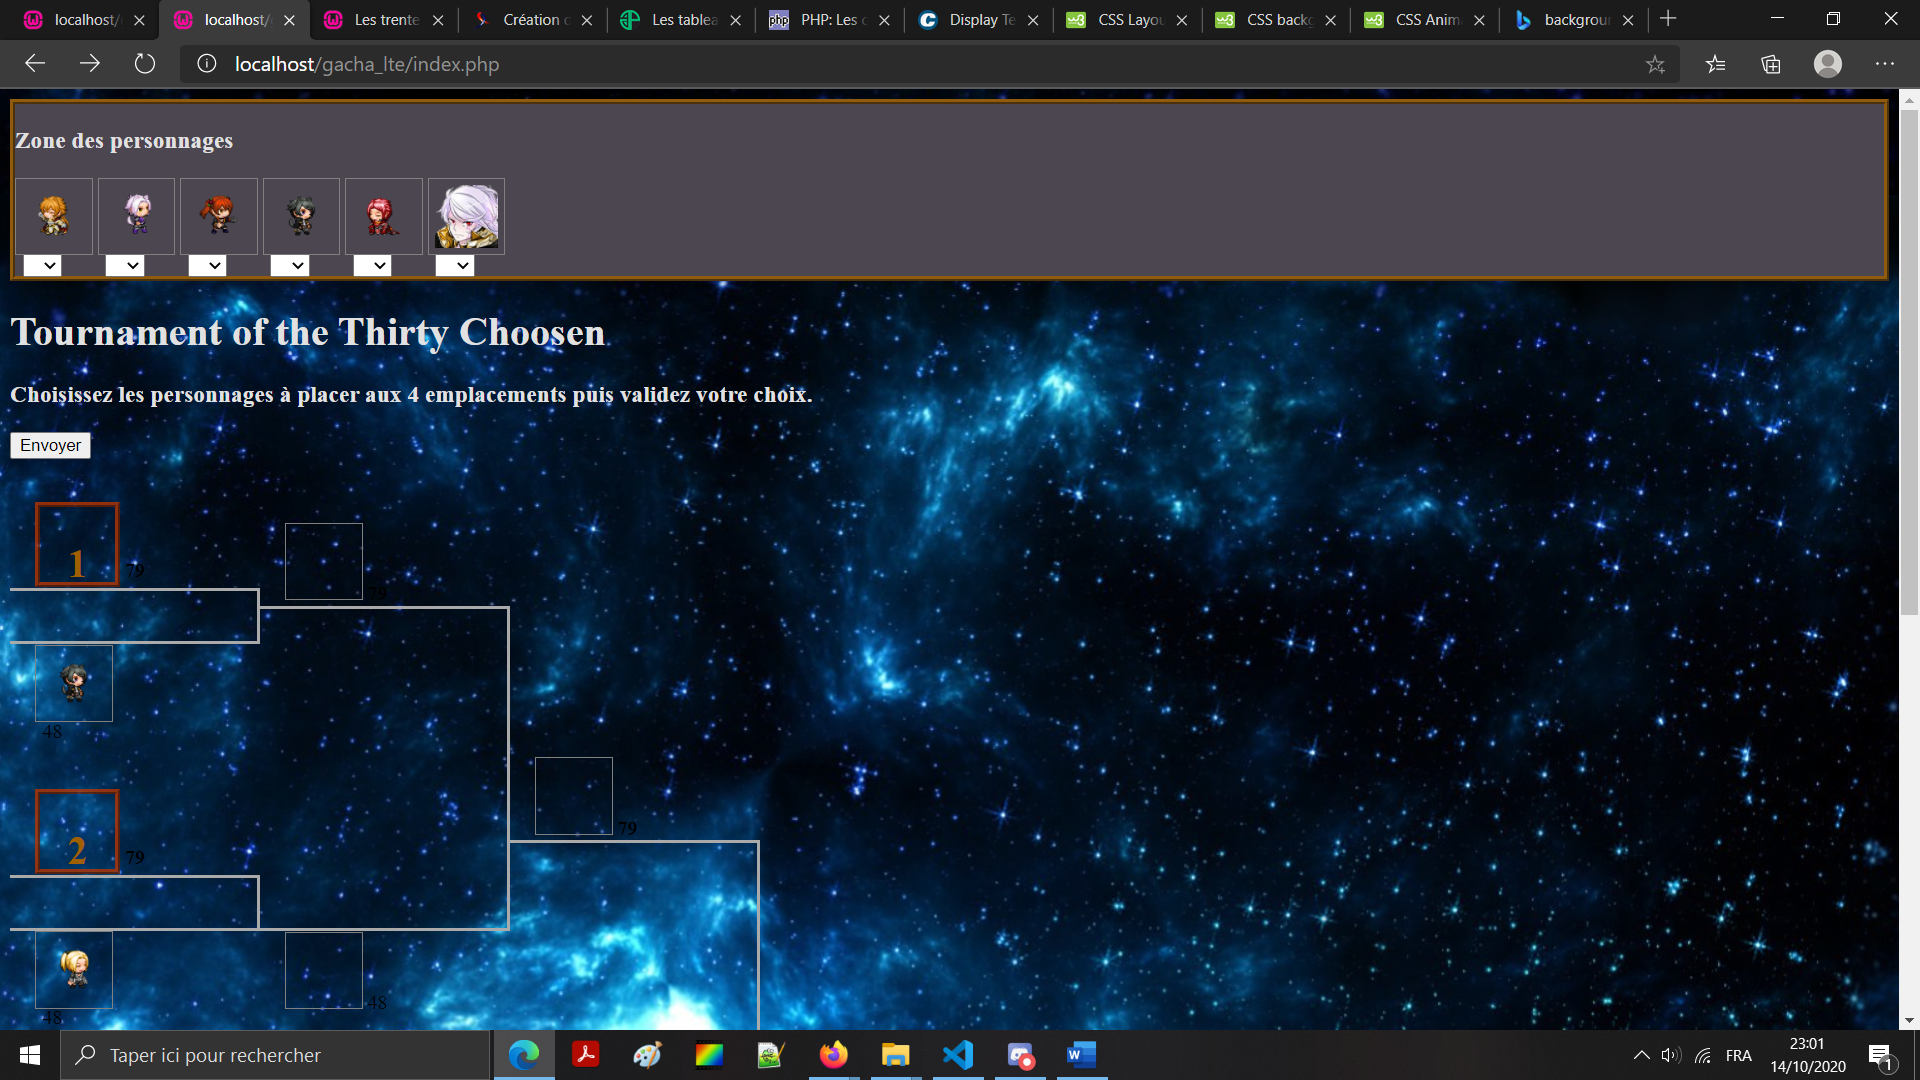 localhost/
localhost/
Les trente
Création d
Les tablea
PHP: Les c
Display Te
CSS Layou
CSS backg
CSS Anim
backgroun
localhost/gacha_lte/index.php
Zone des personnages
Tournament of the Thirty Choosen
Choisissez les personnages à placer aux 4 emplacements puis validez votre choix.
Envoyer
1
79
79
48
79
2
79
48
48
Taper ici pour rechercher
FRA
23:01
14/10/2020
1